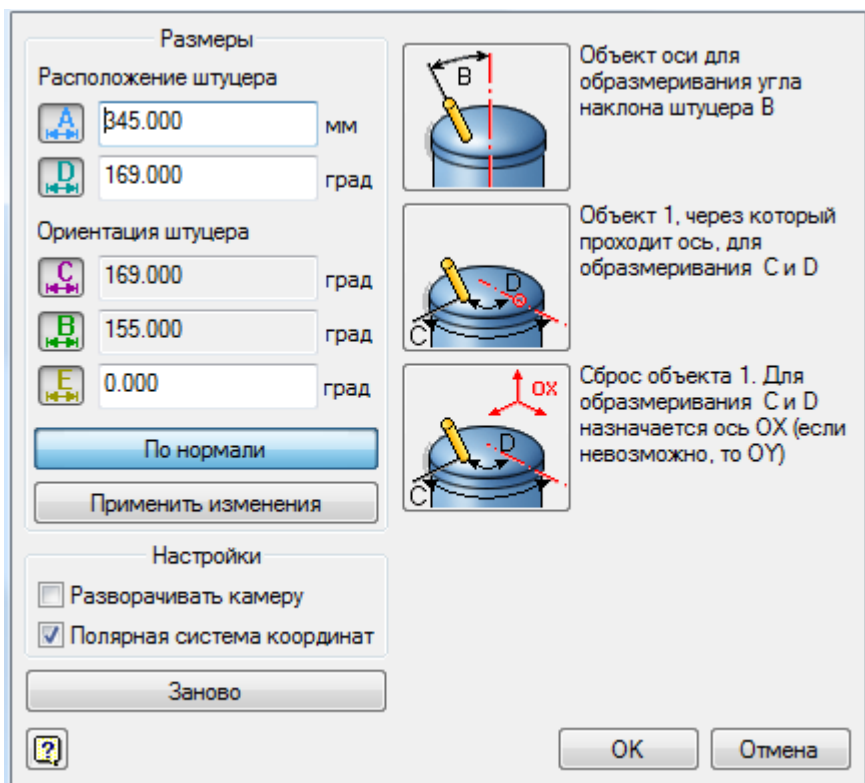 Размеры
Расположение штуцера
A 345.000 мм
D 169.000 град
Ориентация штуцера
C 169.000 град
B 155.000 град
E 0.000 град
По нормали
Применить изменения
Настройки
Разворачивать камеру
Полярная система координат
Заново
?
B
Объект оси для
образмеривания угла
наклона штуцера B
D
C
Объект 1, через который
проходит ось, для
образмеривания C и D
OX
D
C
Сброс объекта 1. Для
образмеривания C и D
назначается ось OX (если
невозможно, то OY)
OK
Отмена